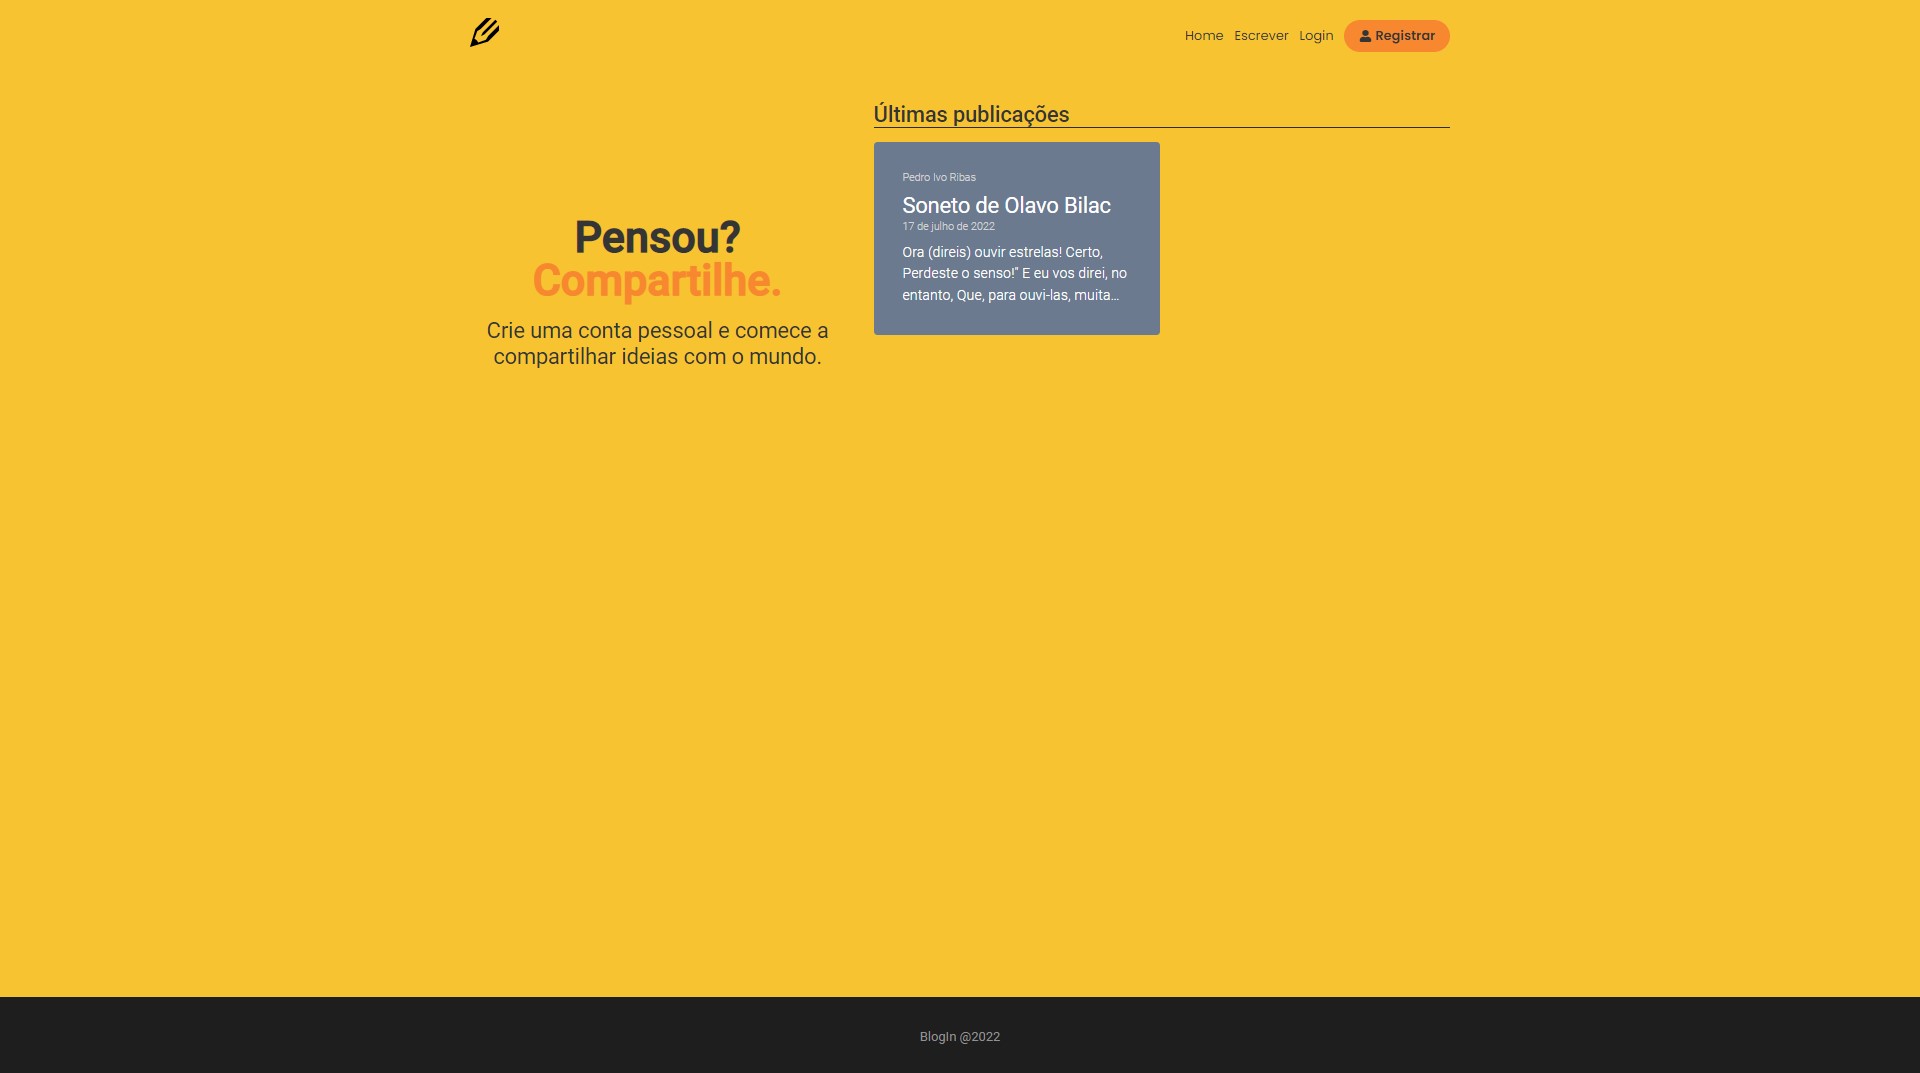 Home Escrever Login Registrar
Últimas publicações
Pedro Ivo Ribas
Soneto de Olavo Bilac
17 de julho de 2022
Ora (direis) ouvir estrelas! Certo,
Perdeste o senso!” E eu vos direi, no
entanto, Que, para ouvi-las, muita...
Pensou?
Compartilhe.
Crie uma conta pessoal e comece a
compartilhar ideias com o mundo.
BlogIn @2022